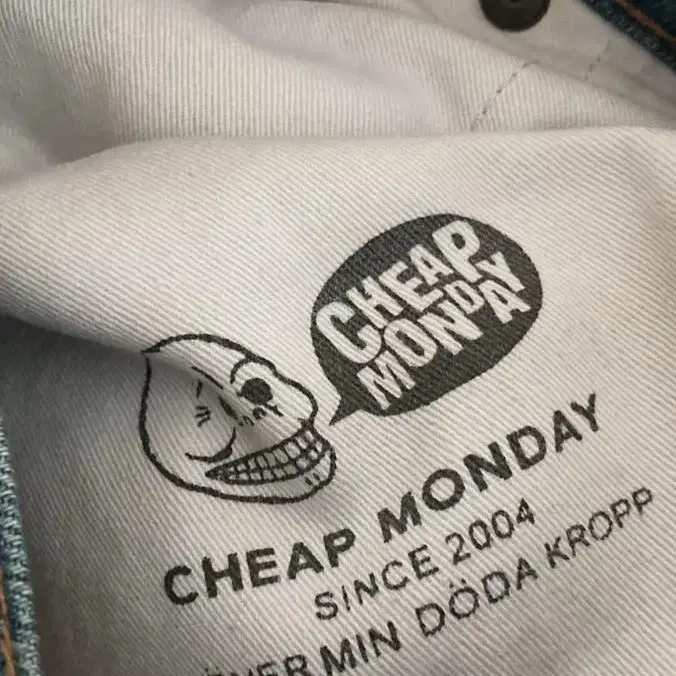 CHEAP
MONDAY
CHEAP MONDAY
SINCE 2004
MIN DÖDA KROPP